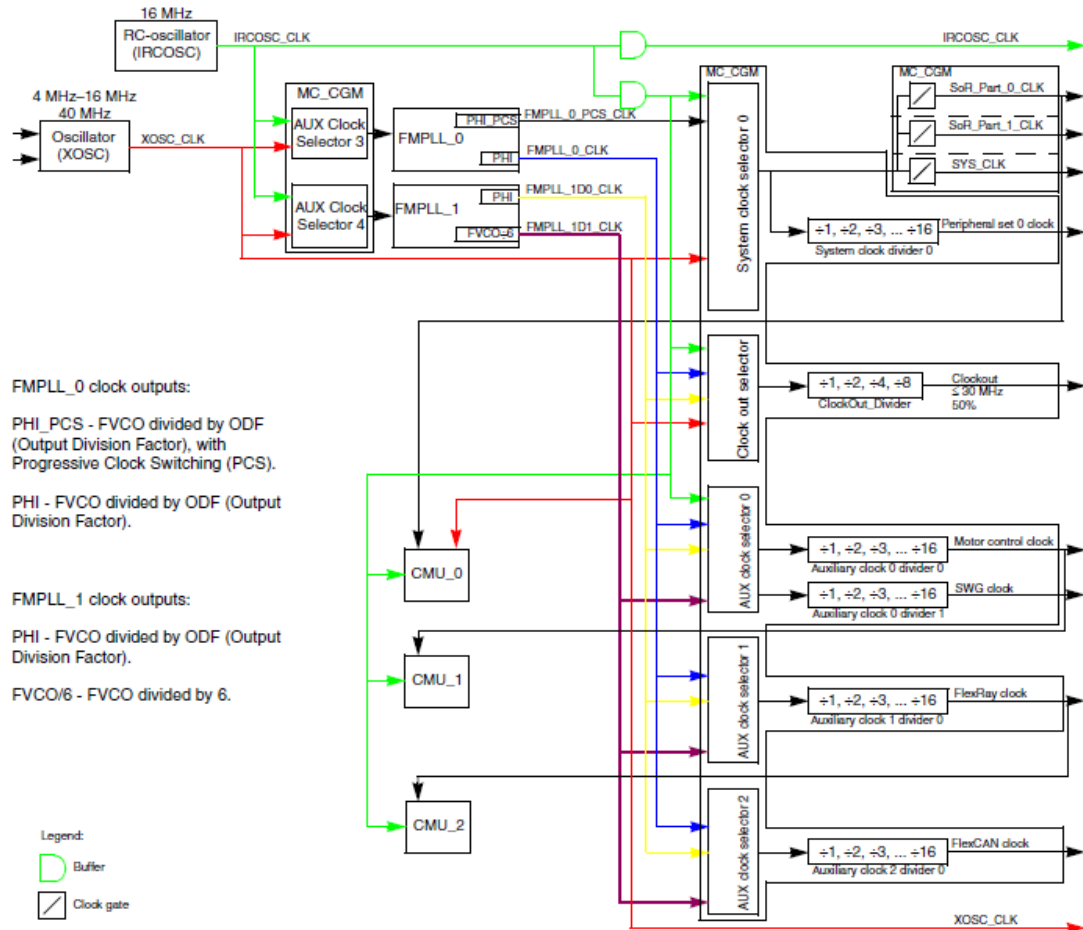 16 MHz
RC-oscillator
(IRCOSC)
IRCOSC_CLK
IRCOSC_CLK
4 MHz–16 MHz
40 MHz
Oscillator
(XOSC)
XOSC_CLK
MC_CGM
AUX Clock
Selector 3
AUX Clock
Selector 4
FMPLL_0
PHI_PCS
PHI
FMPLL_1
PHI
FVCO÷6
FMPLL_0_PCS_CLK
FMPLL_0_CLK
FMPLL_1D0_CLK
FMPLL_1D1_CLK
MC_CGM
System clock selector 0
MC_CGM
SoR_Part_0_CLK
SoR_Part_1_CLK
SYS_CLK
÷1, ÷2, ÷3, ... ÷16
System clock divider 0
Peripheral set 0 clock
Clock out selector
÷1, ÷2, ÷4, ÷8
ClockOut_Divider
Clockout
≤ 30 MHz
50%
FMPLL_0 clock outputs:
PHI_PCS - FVCO divided by ODF
(Output Division Factor), with
Progressive Clock Switching (PCS).
PHI - FVCO divided by ODF (Output
Division Factor).
FMPLL_1 clock outputs:
PHI - FVCO divided by ODF (Output
Division Factor).
FVCO/6 - FVCO divided by 6.
CMU_0
CMU_1
CMU_2
AUX clock selector 0
÷1, ÷2, ÷3, ... ÷16
Auxiliary clock 0 divider 0
Motor control clock
÷1, ÷2, ÷3, ... ÷16
Auxiliary clock 0 divider 1
SWG clock
AUX clock selector 1
÷1, ÷2, ÷3, ... ÷16
Auxiliary clock 1 divider 0
FlexRay clock
AUX clock selector 2
÷1, ÷2, ÷3, ... ÷16
Auxiliary clock 2 divider 0
FlexCAN clock
XOSC_CLK
Legend:
Buffer
Clock gate